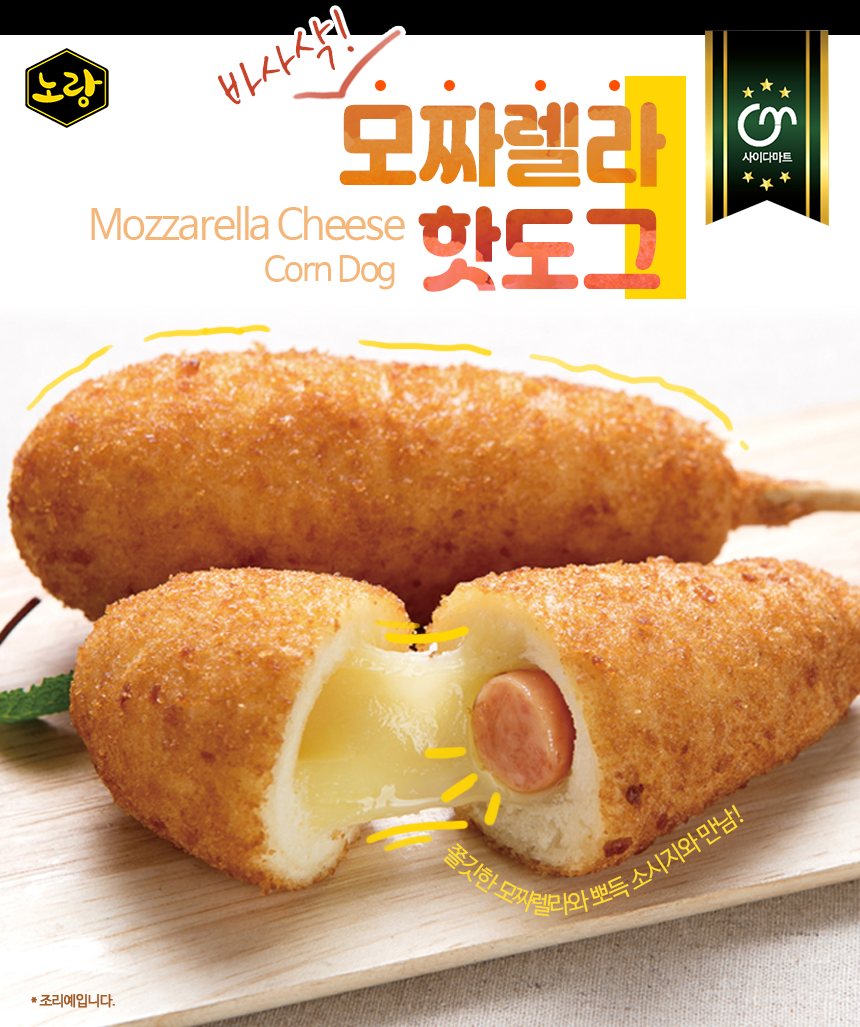 노랑
바사삭!
모짜렐라
핫도그
Mozzarella Cheese
Corn Dog
사이다마트
쫄깃한 모짜렐라와 뽀득 소시지와 만남!
* 조리예입니다.